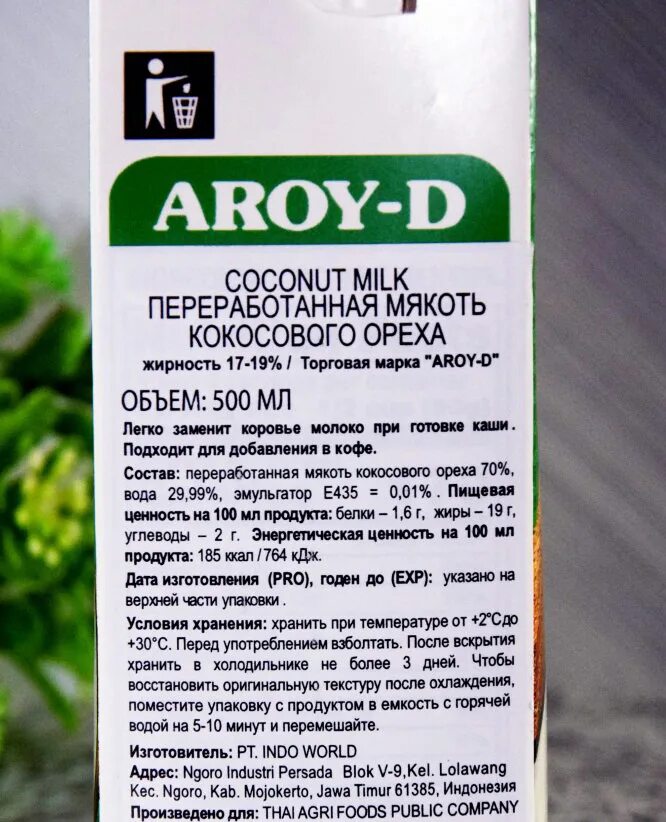 AROY-D
COCONUT MILK
ПЕРЕРАБОТАННАЯ МЯКОТЬ
КОКОСОВОГО ОРЕХА
жирность 17-19% / Торговая марка "AROY-D"
ОБЪЕМ: 500 МЛ
Легко заменит коровье молоко при готовке каши.
Подходит для добавления в кофе.
Состав: переработанная мякоть кокосового ореха 70%,
вода 29,99%, эмульгатор Е435 = 0,01%. Пищевая
ценность на 100 мл продукта: белки – 1,6 г, жиры – 19 г,
углеводы – 2 г. Энергетическая ценность на 100 мл
продукта: 185 ккал / 764 кДж.
Дата изготовления (PRO), годен до (EXP): указано на
верхней части упаковки.
Условия хранения: хранить при температуре от +2°С до
+30°С. Перед употреблением взболтать. После вскрытия
хранить в холодильнике не более 3 дней. Чтобы
восстановить оригинальную текстуру после охлаждения,
поместите упаковку с продуктом в емкость с горячей
водой на 5-10 минут и перемешайте.
Изготовитель: PT. INDO WORLD
Адрес: Ngoro Industri Persada Blok V-9, Kel. Lolawang
Kec. Ngoro, Kab. Mojokerto, Jawa Timur 61385, Индонезия
Произведено для: THAI AGRI FOODS PUBLIC COMPANY